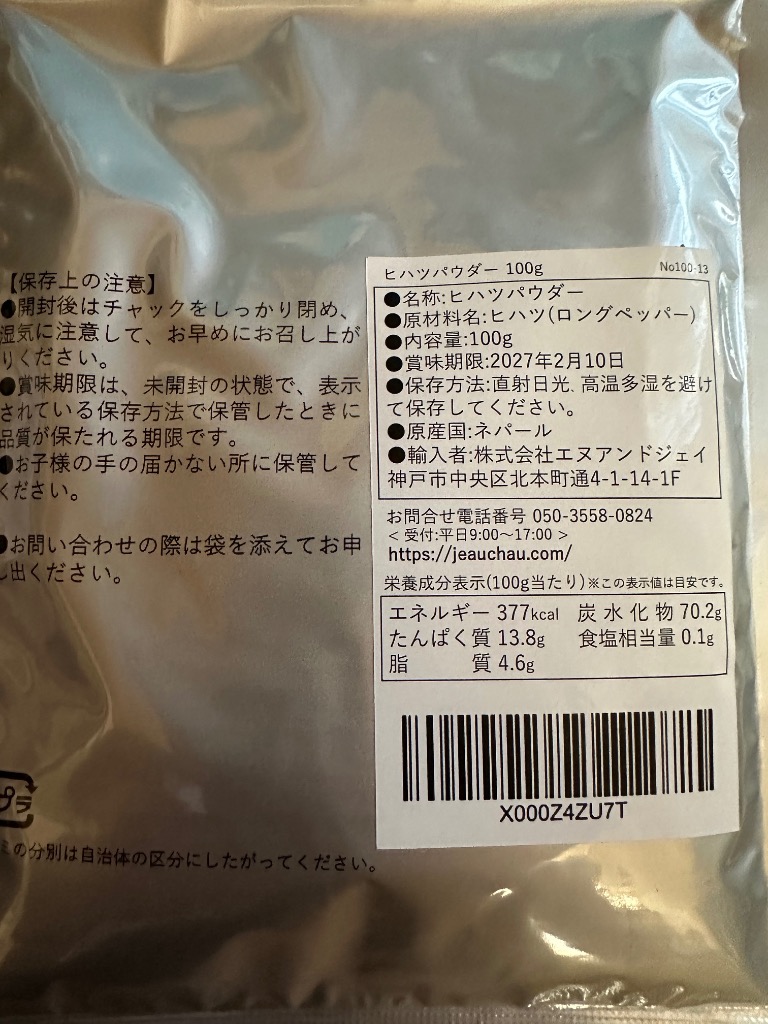 【保存上の注意】
●開封後はチャックをしっかり閉め、
湿気に注意して、お早めにお召し上が
りください。
●賞味期限は、未開封の状態で、表示
されている保存方法で保管したときに
品質が保たれる期限です。
●お子様の手の届かない所に保管して
ください。
●お問い合わせの際は袋を添えてお申
し出ください。
プラ
ミの分別は自治体の区分にしたがってください。
ヒハツパウダー 100g No100-13
●名称:ヒハツパウダー
●原材料名:ヒハツ(ロングペッパー)
●内容量:100g
●賞味期限:2027年2月10日
●保存方法:直射日光、高温多湿を避け
て保存してください。
●原産国:ネパール
●輸入者:株式会社エヌアンドジェイ
神戸市中央区北本町通4-1-14-1F
お問合せ電話番号 050-3558-0824
< 受付:平日9:00〜17:00 >
https://jeauchau.com/
栄養成分表示(100g当たり)※この表示値は目安です。
エネルギー 377kcal 炭水化物 70.2g
たんぱく質 13.8g 食塩相当量 0.1g
脂質 4.6g
X000Z4ZU7T